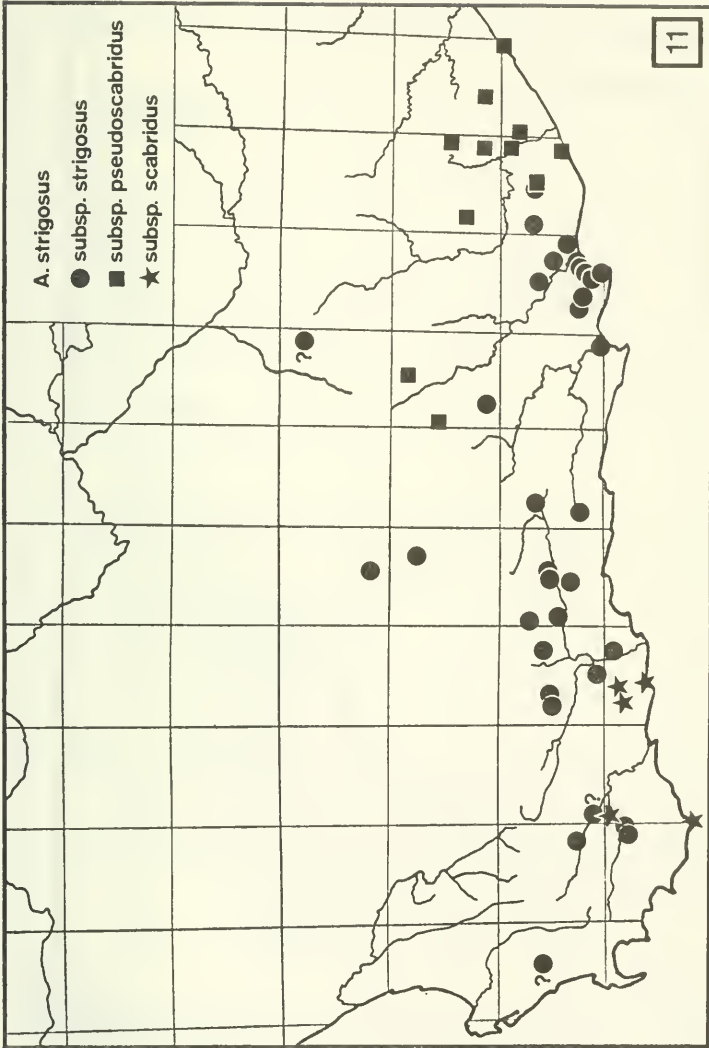 A. strigosus
subsp. strigosus
subsp. pseudoscabridus
subsp. scabridus
?
?
?
11